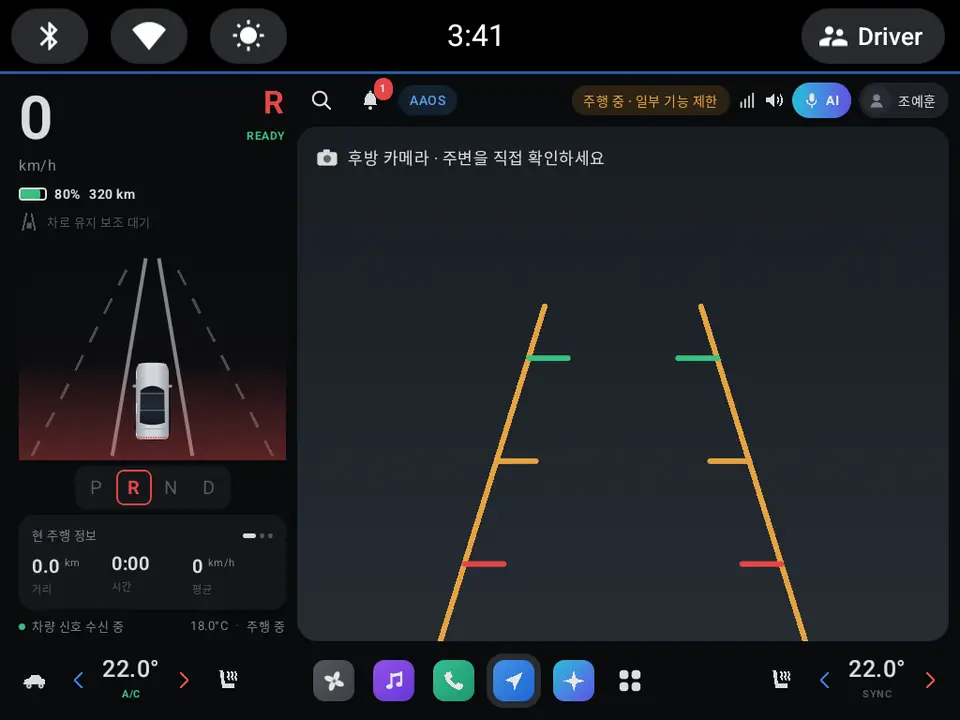 3:41
Driver
0
R
READY
km/h
80% 320 km
차로 유지 보조 대기
1
AAOS
주행 중 · 일부 기능 제한
AI
조예훈
후방 카메라 · 주변을 직접 확인하세요
P R N D
현 주행 정보
0.0 km 0:00 0 km/h
거리 시간 평균
차량 신호 수신 중 18.0°C · 주행 중
22.0°
A/C
22.0°
SYNC